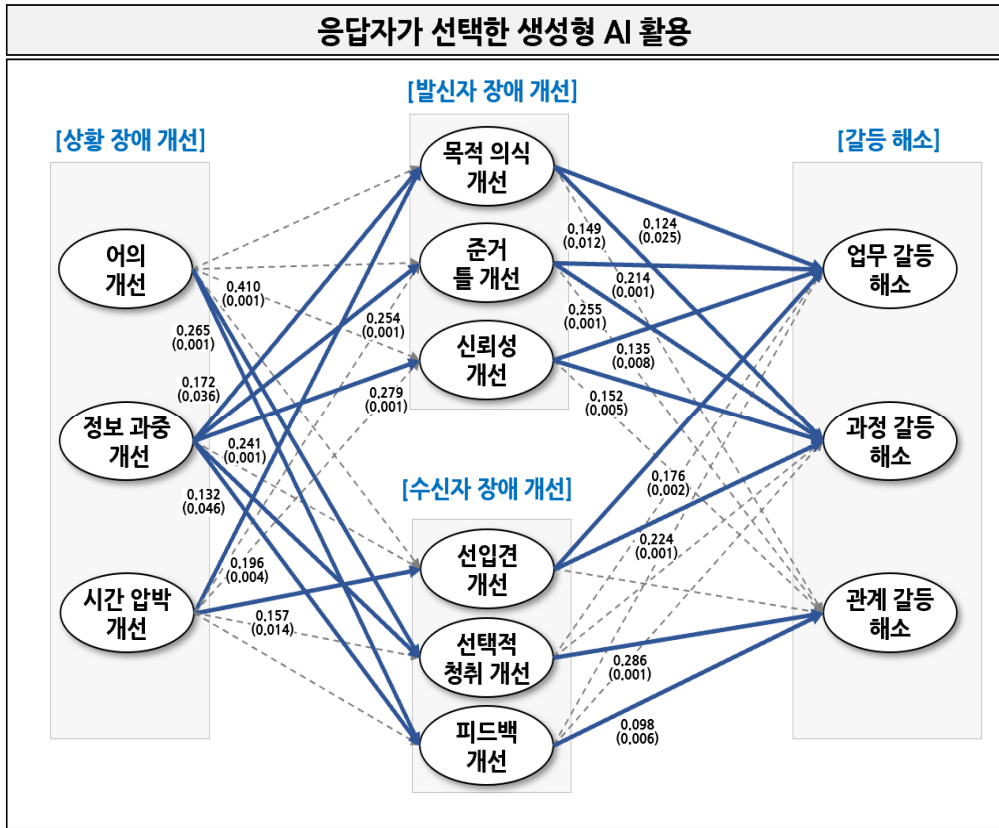 응답자가 선택한 생성형 AI 활용
[발신자 장애 개선]
[상황 장애 개선]
[갈등 해소]
목적 의식
개선
어의
개선
준거
틀 개선
신뢰성
개선
업무 갈등
해소
0.149
(0.012)
0.124
(0.025)
0.410
(0.001)
0.214
(0.001)
0.265
(0.001)
0.254
(0.001)
0.255
(0.001)
0.135
(0.008)
0.172
(0.036)
0.279
(0.001)
0.152
(0.005)
정보 과중
개선
과정 갈등
해소
0.241
(0.001)
[수신자 장애 개선]
0.176
(0.002)
0.132
(0.046)
0.224
(0.001)
선입견
개선
0.196
(0.004)
시간 압박
개선
0.157
(0.014)
관계 갈등
해소
선택적
청취 개선
0.286
(0.001)
피드백
개선
0.098
(0.006)